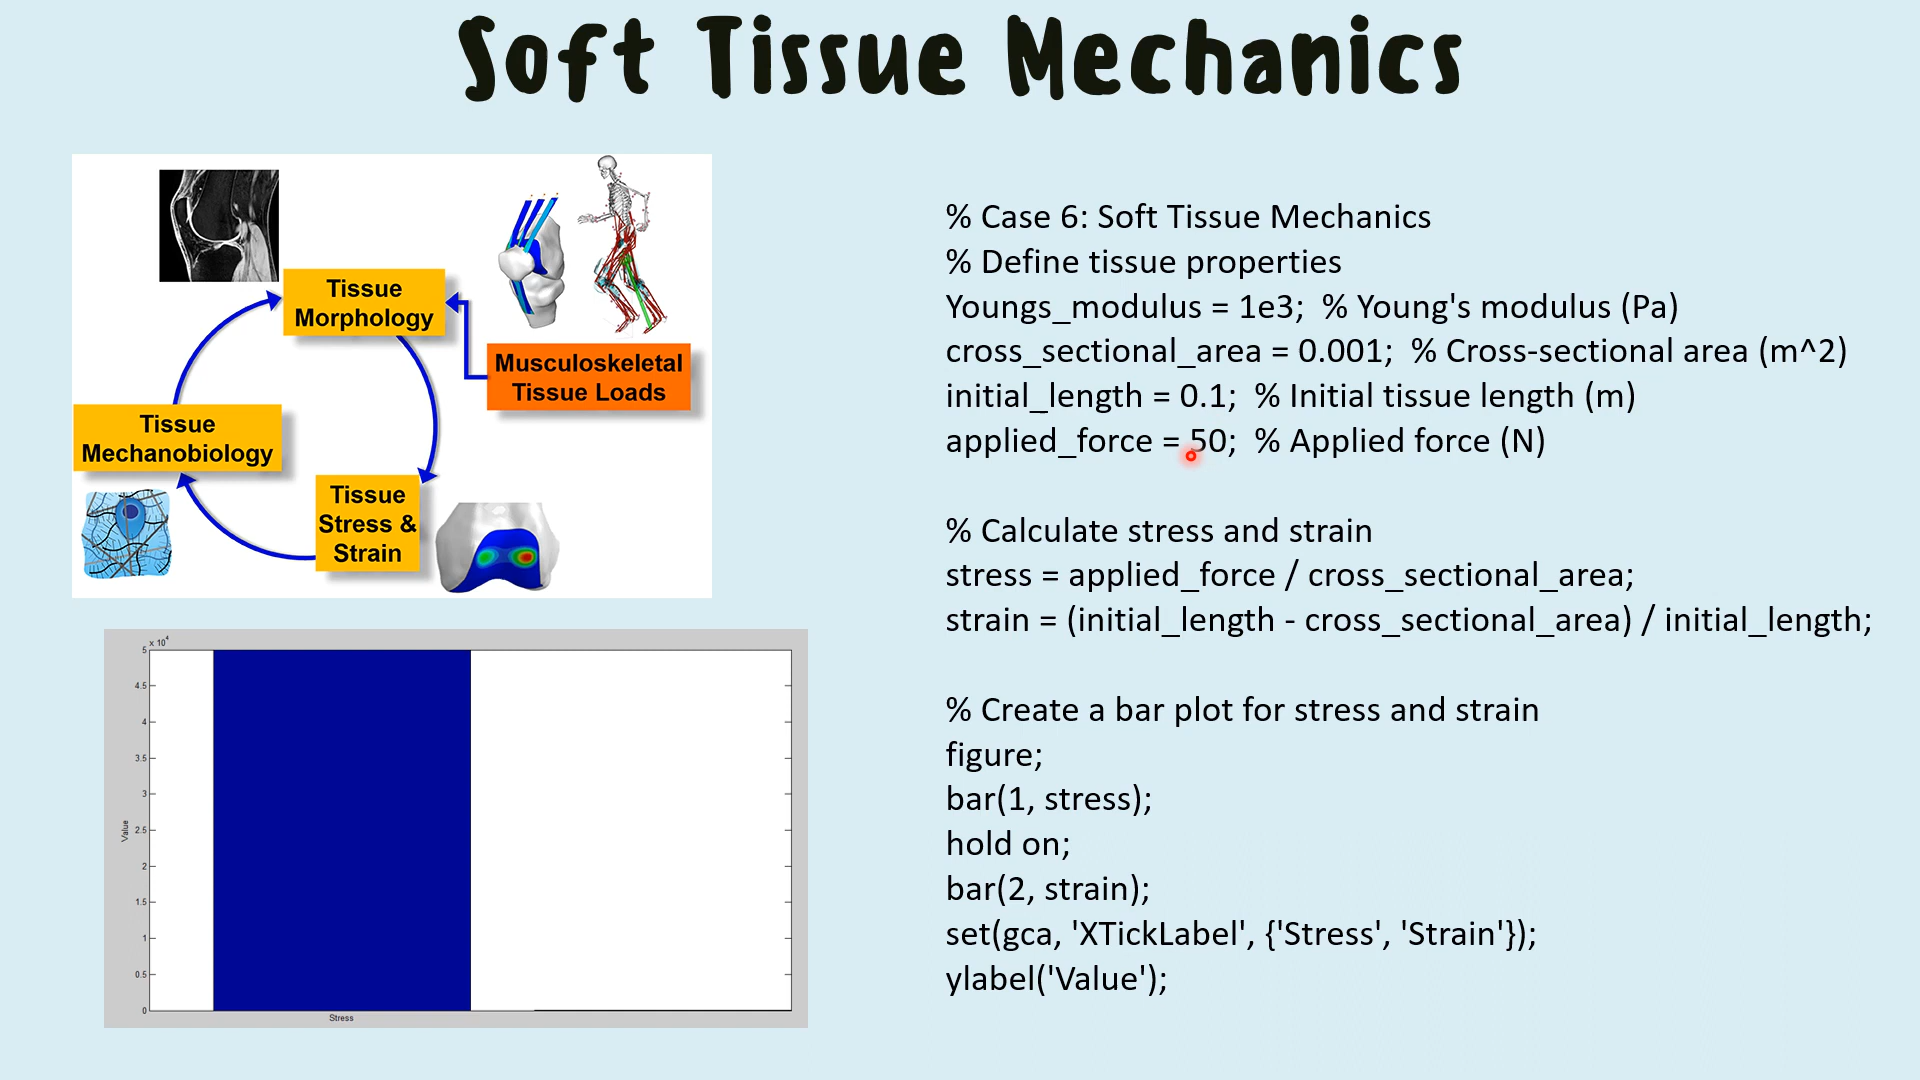 Soft Tissue Mechanics
Tissue
Morphology
Musculoskeletal
Tissue Loads
Tissue
Mechanobiology
Tissue
Stress &
Strain
% Case 6: Soft Tissue Mechanics
% Define tissue properties
Youngs_modulus = 1e3;  % Young's modulus (Pa)
cross_sectional_area = 0.001;  % Cross-sectional area (m^2)
initial_length = 0.1;  % Initial tissue length (m)
applied_force = 50;  % Applied force (N)
% Calculate stress and strain
stress = applied_force / cross_sectional_area;
strain = (initial_length - cross_sectional_area) / initial_length;
% Create a bar plot for stress and strain
figure;
bar(1, stress);
hold on;
bar(2, strain);
set(gca, 'XTickLabel', {'Stress', 'Strain'});
ylabel('Value');
x 10^4
5
4.5
4
3.5
3
2.5
2
1.5
1
0.5
0
Value
Stress